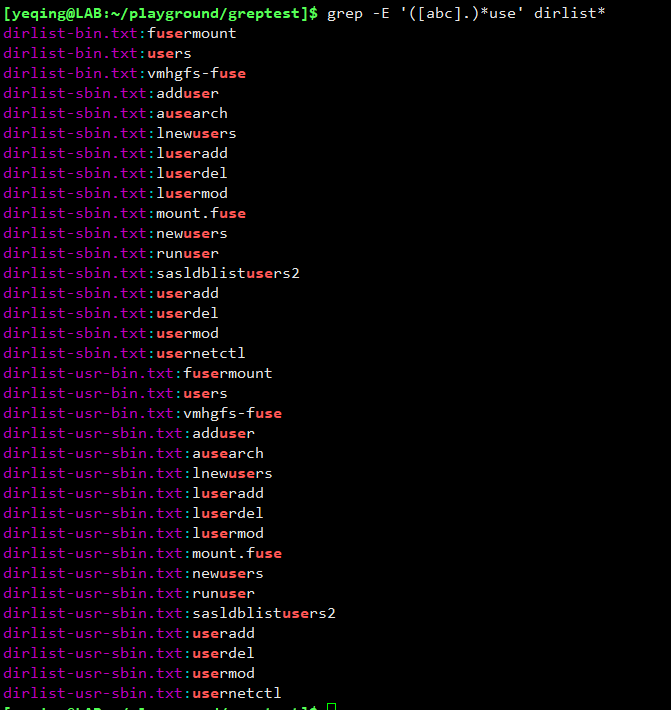 [yeqing@LAB:~/playground/greptest]$ grep -E '([abc].)*use' dirlist*
dirlist-bin.txt:fusermount
dirlist-bin.txt:users
dirlist-bin.txt:vmhgfs-fuse
dirlist-sbin.txt:adduser
dirlist-sbin.txt:ausearch
dirlist-sbin.txt:lnewusers
dirlist-sbin.txt:luseradd
dirlist-sbin.txt:luserdel
dirlist-sbin.txt:lusermod
dirlist-sbin.txt:mount.fuse
dirlist-sbin.txt:newusers
dirlist-sbin.txt:runuser
dirlist-sbin.txt:sasldblistusers2
dirlist-sbin.txt:useradd
dirlist-sbin.txt:userdel
dirlist-sbin.txt:usermod
dirlist-sbin.txt:usernetctl
dirlist-usr-bin.txt:fusermount
dirlist-usr-bin.txt:users
dirlist-usr-bin.txt:vmhgfs-fuse
dirlist-usr-sbin.txt:adduser
dirlist-usr-sbin.txt:ausearch
dirlist-usr-sbin.txt:lnewusers
dirlist-usr-sbin.txt:luseradd
dirlist-usr-sbin.txt:luserdel
dirlist-usr-sbin.txt:lusermod
dirlist-usr-sbin.txt:mount.fuse
dirlist-usr-sbin.txt:newusers
dirlist-usr-sbin.txt:runuser
dirlist-usr-sbin.txt:sasldblistusers2
dirlist-usr-sbin.txt:useradd
dirlist-usr-sbin.txt:userdel
dirlist-usr-sbin.txt:usermod
dirlist-usr-sbin.txt:usernetctl
[yeqing@LAB:~/playground/greptest]$